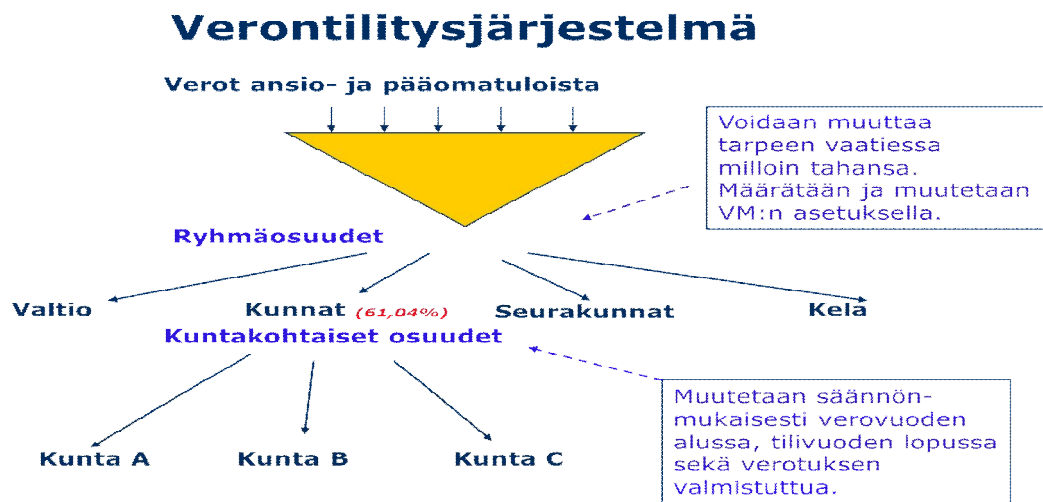 Verontilitysjärjestelmä
Verot ansio- ja pääomatuloista
Voidaan muuttaa
tarpeen vaatiessa
milloin tahansa.
Määrätään ja muutetaan
VM:n asetuksella.
Ryhmäosuudet
Valtio
Kunnat (61,04%)
Seurakunnat
Kela
Kuntakohtaiset osuudet
Muutetaan säännön-
mukaisesti verovuoden
alussa, tilivuoden lopussa
sekä verotuksen
valmistuttua.
Kunta A
Kunta B
Kunta C